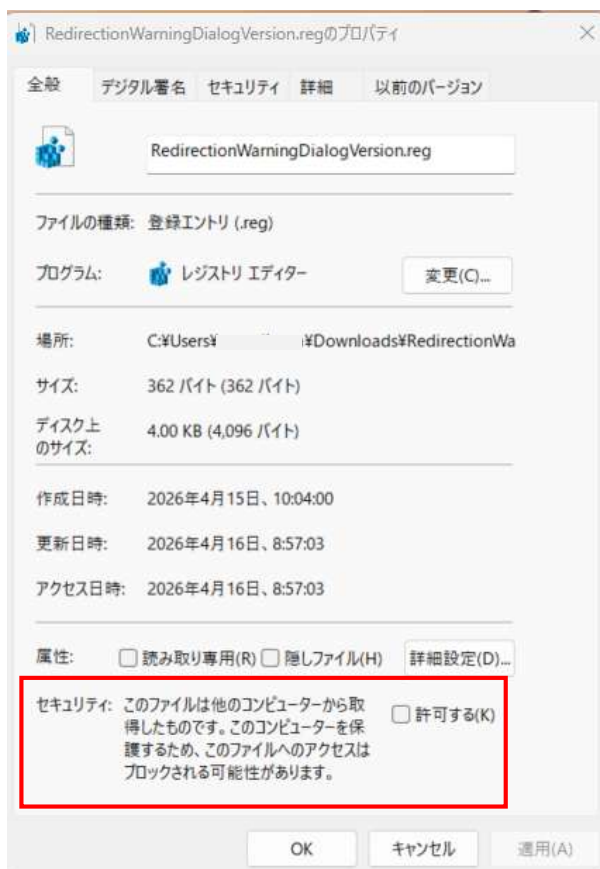 RedirectionWarningDialogVersion.regのプロパティ
全般 デジタル署名 セキュリティ 詳細 以前のバージョン
RedirectionWarningDialogVersion.reg
ファイルの種類: 登録エントリ (.reg)
プログラム: レジストリ エディター 変更(C)...
場所: C:¥Users¥ ¥Downloads¥RedirectionWa
サイズ: 362 バイト (362 バイト)
ディスク上
のサイズ: 4.00 KB (4,096 バイト)
作成日時: 2026年4月15日、10:04:00
更新日時: 2026年4月16日、8:57:03
アクセス日時: 2026年4月16日、8:57:03
属性: 読み取り専用(R) 隠しファイル(H) 詳細設定(D)...
セキュリティ: このファイルは他のコンピューターから取
得したものです。このコンピューターを保
護するため、このファイルへのアクセスは
ブロックされる可能性があります。
許可する(K)
OK キャンセル 適用(A)